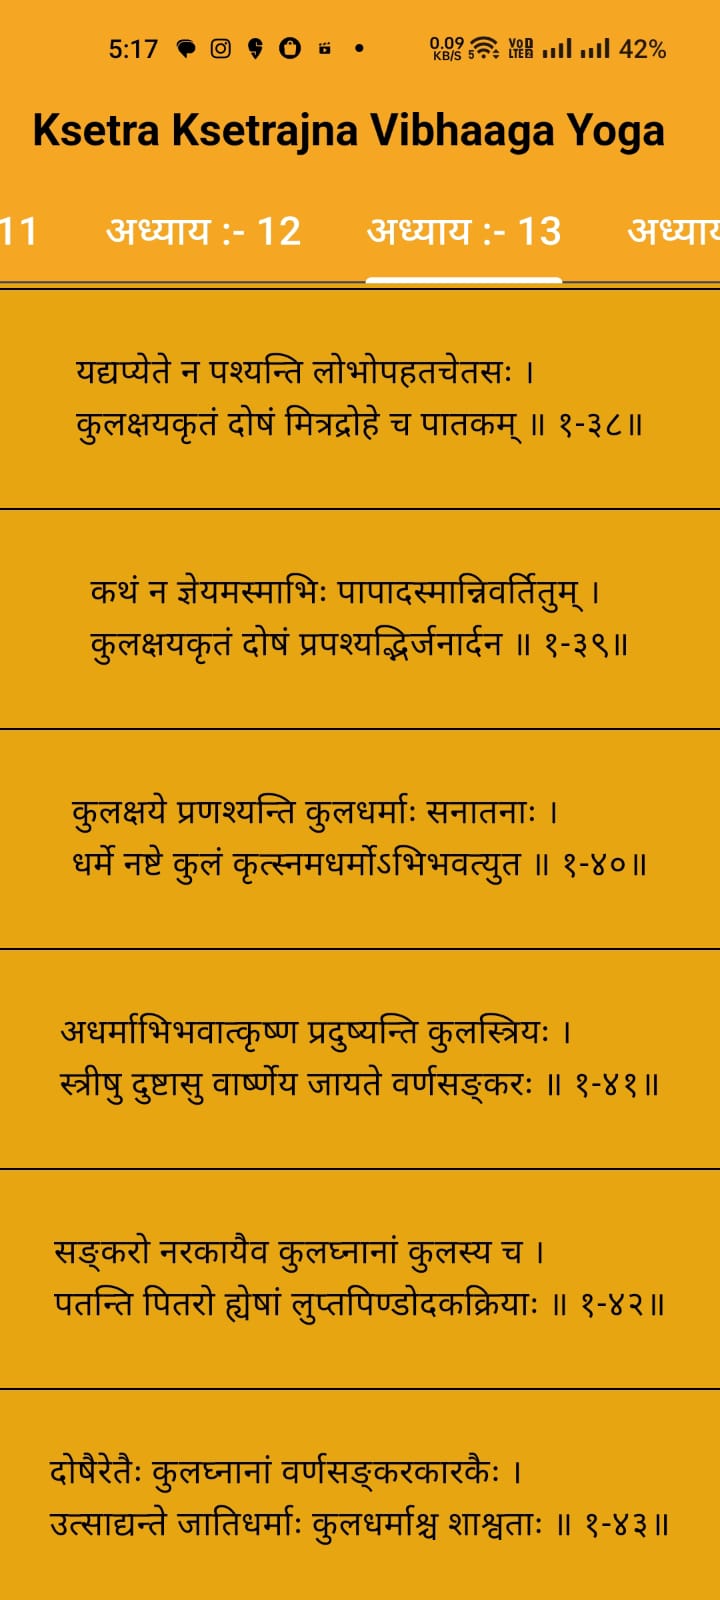 5:17
0.09 KB/S 5 VoD LTE2 42%
Ksetra Ksetrajna Vibhaaga Yoga
11 अध्याय :- 12 अध्याय :- 13 अध्याय
यद्यप्येते न पश्यन्ति लोभोपहतचेतसः ।
कुलक्षयकृतं दोषं मित्रद्रोहे च पातकम् ॥ १-३८॥
कथं न ज्ञेयमस्माभिः पापादस्मान्निवर्तितुम् ।
कुलक्षयकृतं दोषं प्रपश्यद्भिर्जनार्दन ॥ १-३९॥
कुलक्षये प्रणश्यन्ति कुलधर्माः सनातनाः ।
धर्मे नष्टे कुलं कृत्स्नमधर्मोऽभिभवत्युत ॥ १-४०॥
अधर्माभिभवात्कृष्ण प्रदुष्यन्ति कुलस्त्रियः ।
स्त्रीषु दुष्टासु वार्ष्णेय जायते वर्णसङ्करः ॥ १-४१॥
सङ्करो नरकायैव कुलघ्नानां कुलस्य च ।
पतन्ति पितरो ह्येषां लुप्तपिण्डोदकक्रियाः ॥ १-४२॥
दोषैरेतैः कुलघ्नानां वर्णसङ्करकारकैः ।
उत्साद्यन्ते जातिधर्माः कुलधर्माश्च शाश्वताः ॥ १-४३॥